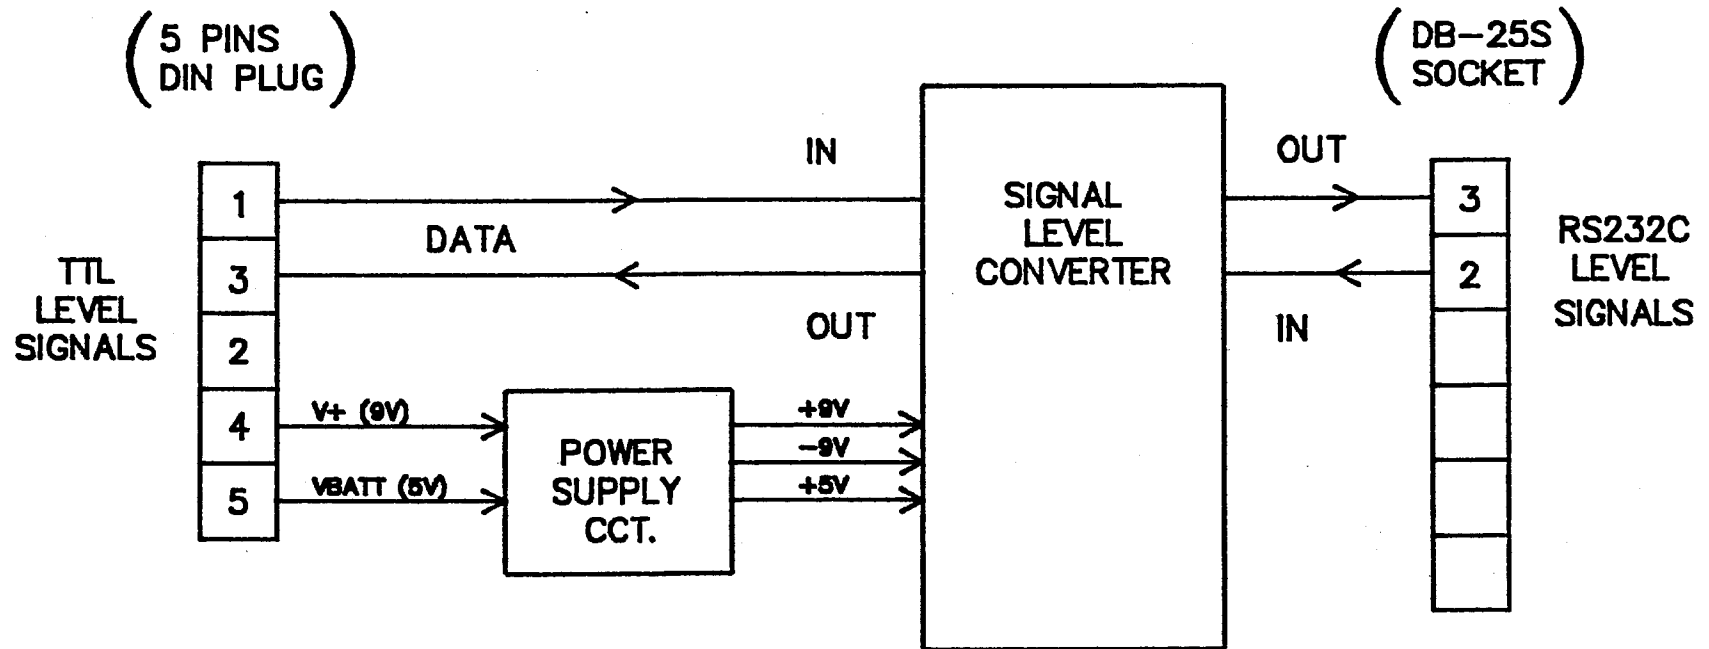 5 PINS
DIN PLUG
DB-25S
SOCKET
IN
OUT
1
3
2
4
5
TTL
LEVEL
SIGNALS
DATA
OUT
IN
SIGNAL
LEVEL
CONVERTER
3
2
RS232C
LEVEL
SIGNALS
V+ (9V)
VBATT (5V)
POWER
SUPPLY
CCT.
+9V
-9V
+5V